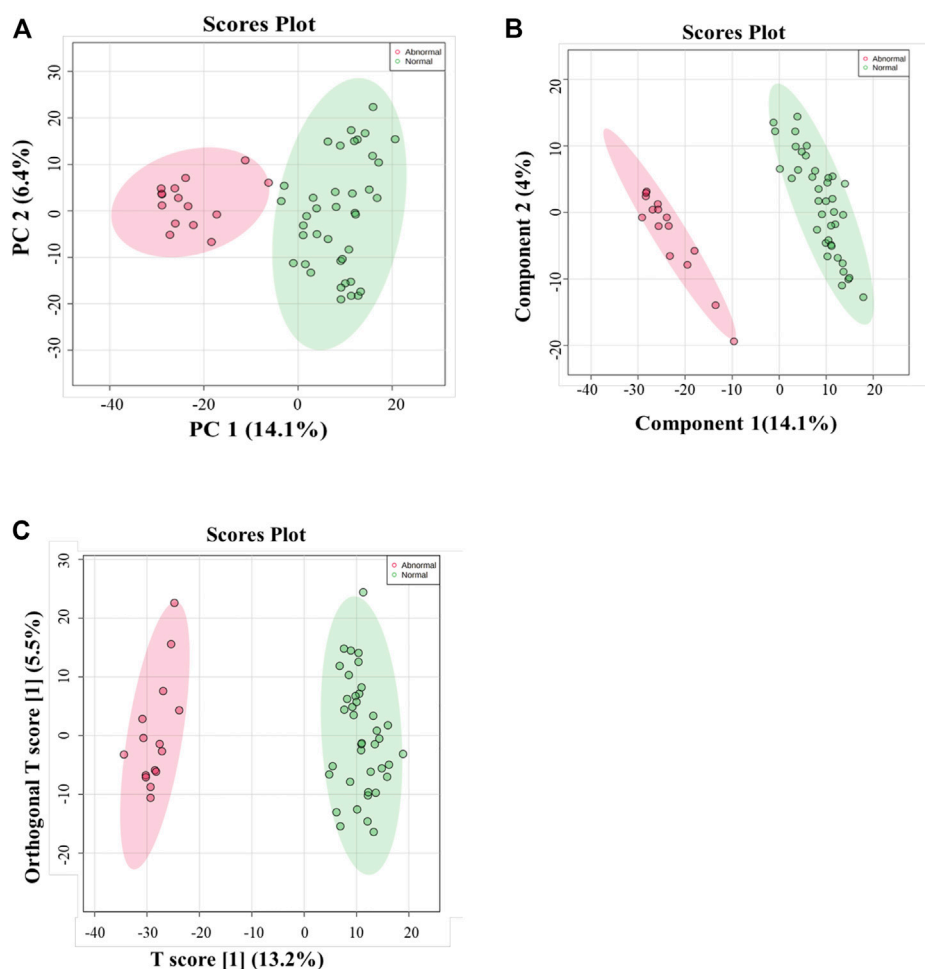 A
Scores Plot
Abnormal
Normal
PC 2 (6.4%)
30
20
10
0
-10
-20
-30
-40
-20
0
20
PC 1 (14.1%)
B
Scores Plot
Abnormal
Normal
Component 2 (4%)
20
10
0
-10
-20
-40
-30
-20
-10
0
10
20
Component 1(14.1%)
C
Scores Plot
Abnormal
Normal
Orthogonal T score [1] (5.5%)
30
20
10
0
-10
-20
-40
-30
-20
-10
0
10
20
T score [1] (13.2%)